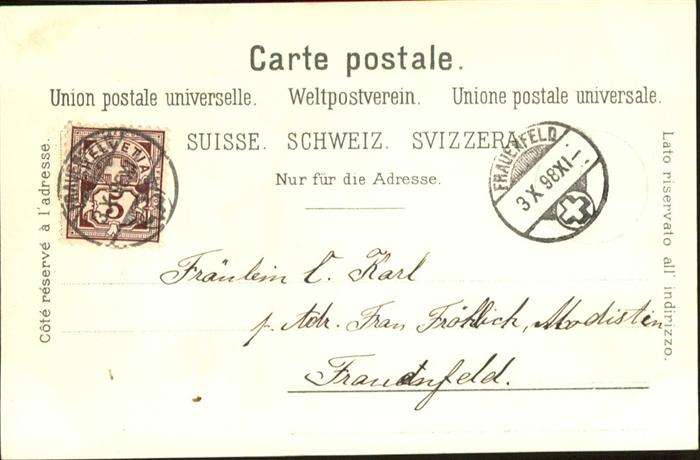 Carte postale.
Union postale universelle. Weltpostverein. Unione postale universale.
SUISSE. SCHWEIZ. SVIZZERA
Nur für die Adresse.
Côté réservé à l'adresse.
Lato riservato all' indirizzo.
HELVETIA
5
FRAUENFELD
3 X 98 XI–
Fräulein C. Karl
p. Adr. Frau Fröhlich, Modistin
Frauenfeld.